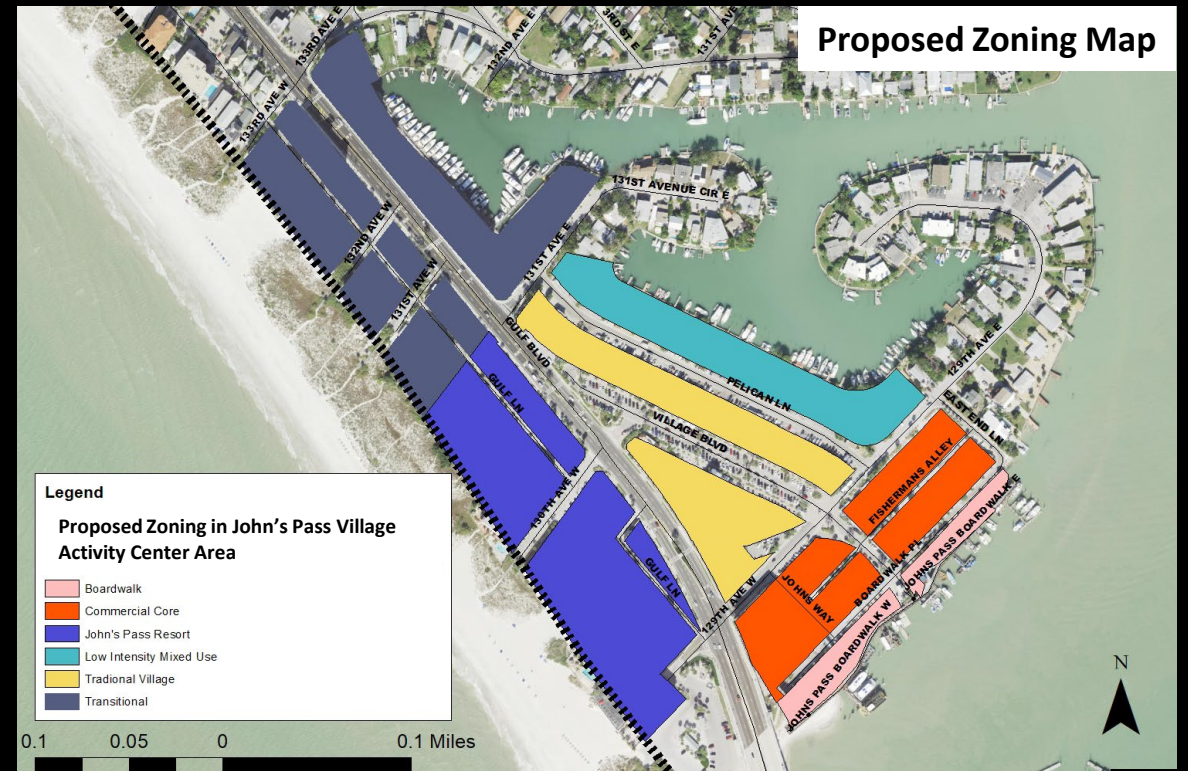 Proposed Zoning Map
133RD AVE E
132ND AVE E
3RD ST E
131ST AVE
133RD AVE W
131ST AVENUE CIR E
132ND AVE W
131ST AVE E
131ST AVE W
GULF BLVD
129TH AVE E
PELICAN LN
GULF LN
EAST END LN
VILLAGE BLVD
FISHERMANS ALLEY
130TH AVE W
JOHNS PASS BOARDWALK E
BOARDWALK PL
GULF LN
JOHNS WAY
129TH AVE W
JOHNS PASS BOARDWALK W
Legend
Proposed Zoning in John's Pass Village
Activity Center Area
Boardwalk
Commercial Core
John's Pass Resort
Low Intensity Mixed Use
Tradional Village
Transitional
N
0.1 0.05 0 0.1 Miles